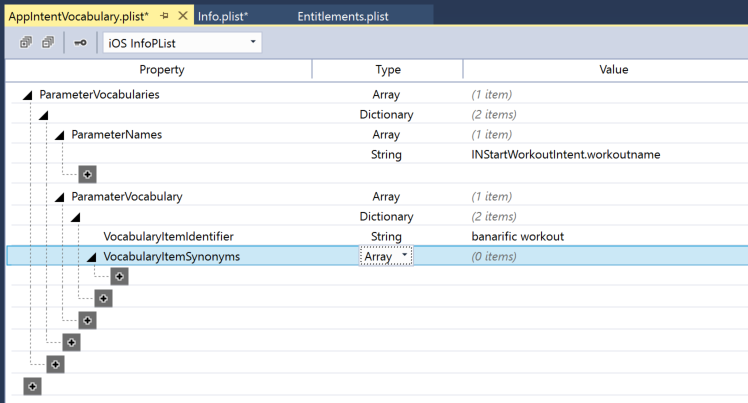 AppIntentVocabulary.plist* Info.plist* Entitlements.plist
iOS InfoPList
Property Type Value
ParameterVocabularies Array (1 item)
Dictionary (2 items)
ParameterNames Array (1 item)
String INStartWorkoutIntent.workoutname
ParamaterVocabulary Array (1 item)
Dictionary (2 items)
VocabularyItemIdentifier String banarific workout
VocabularyItemSynonyms Array (0 items)